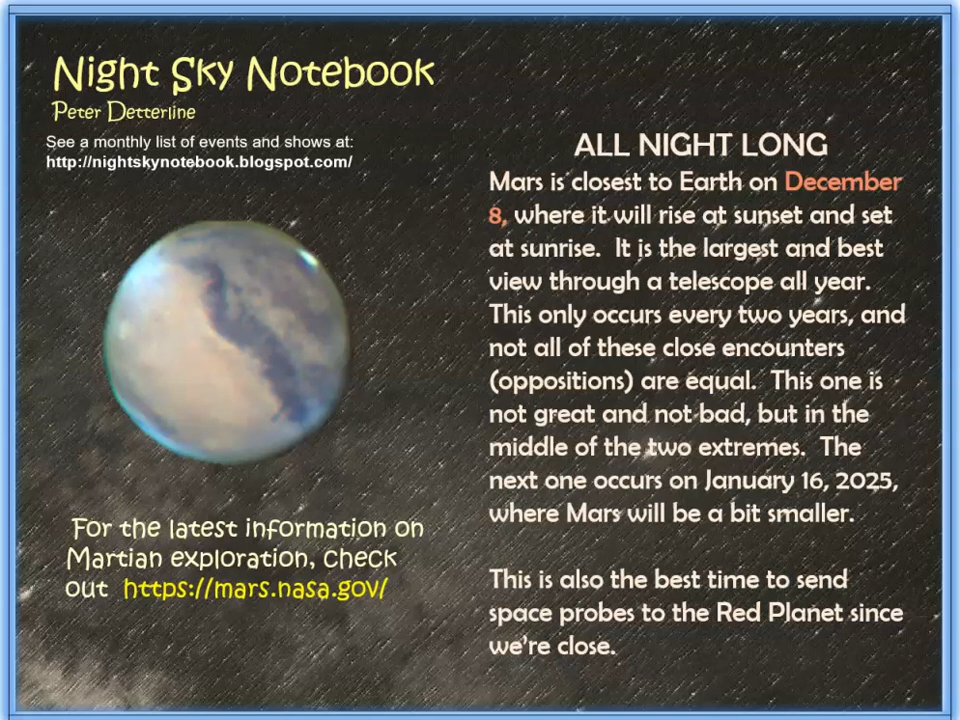 Night Sky Notebook
Peter Detterline
See a monthly list of events and shows at:
http://nightskynotebook.blogspot.com/
ALL NIGHT LONG
Mars is closest to Earth on December
8, where it will rise at sunset and set
at sunrise.  It is the largest and best
view through a telescope all year.
This only occurs every two years, and
not all of these close encounters
(oppositions) are equal.  This one is
not great and not bad, but in the
middle of the two extremes.  The
next one occurs on January 16, 2025,
where Mars will be a bit smaller.
This is also the best time to send
space probes to the Red Planet since
we're close.
For the latest information on
Martian exploration, check
out  https://mars.nasa.gov/